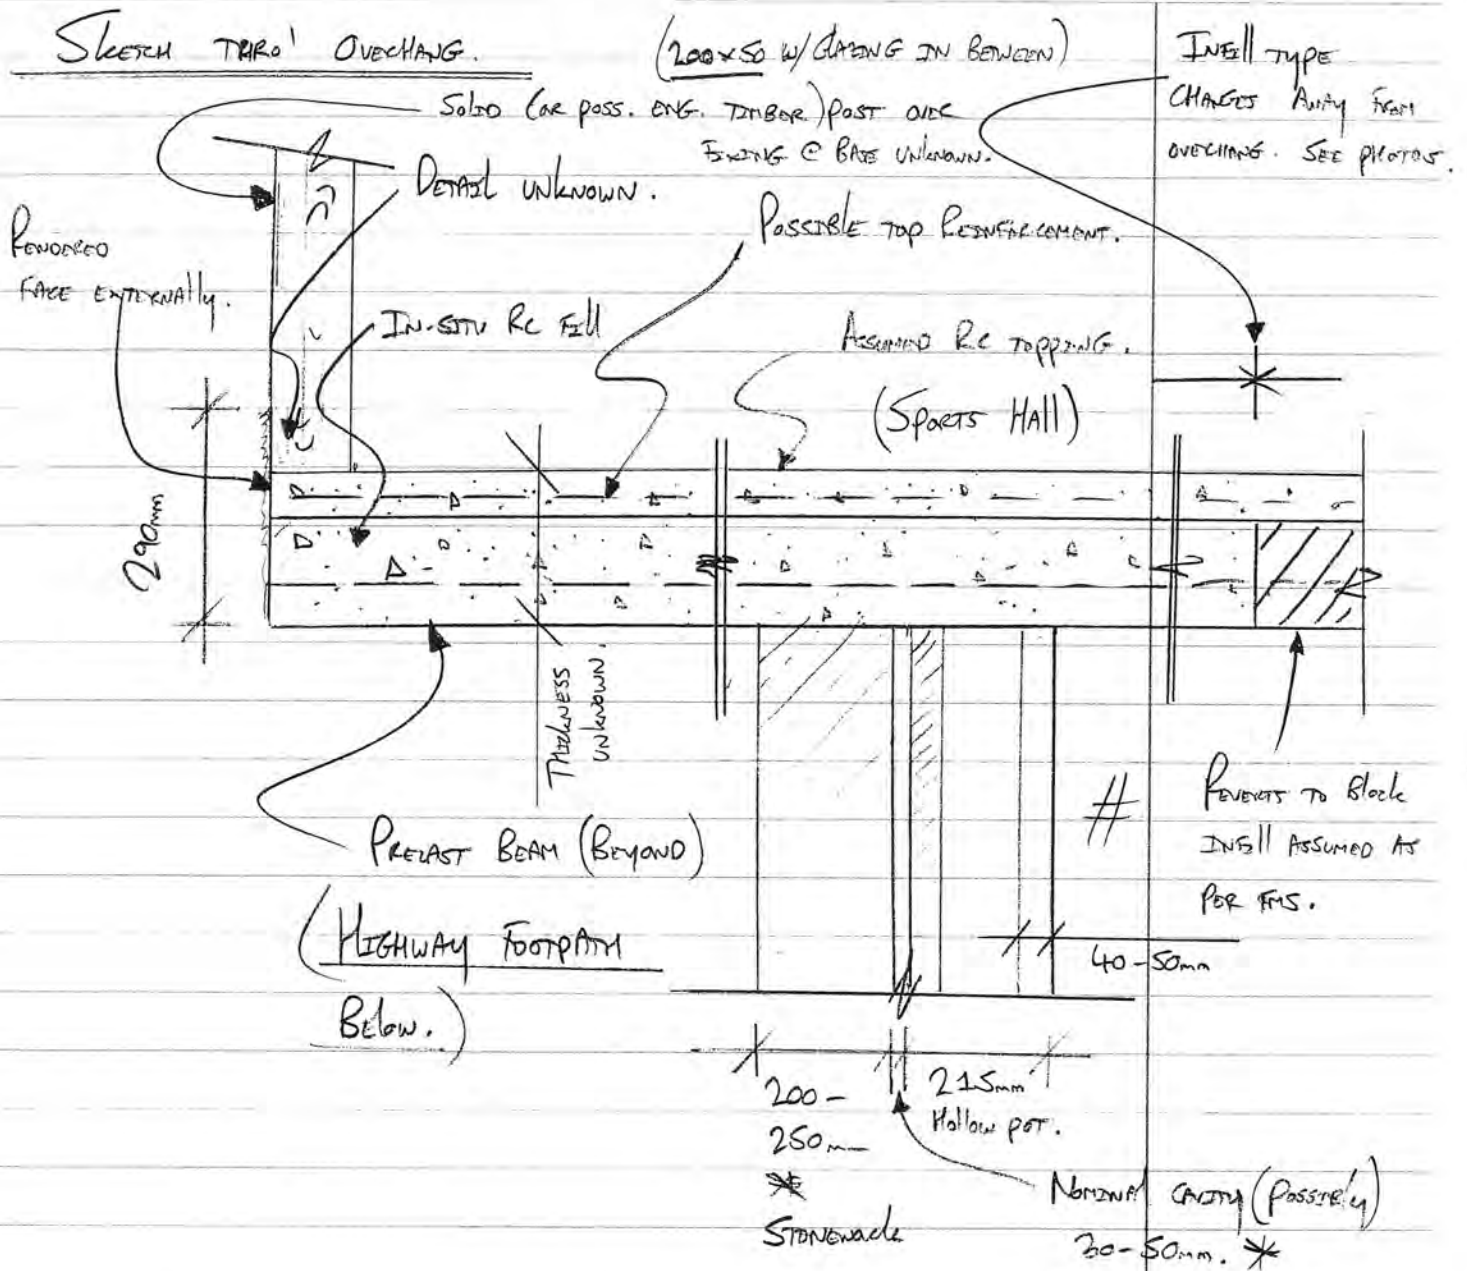 SKETCH THRO' OVERHANG.
(200x50 W/ GLAZING IN BETWEEN)
SOLID (OR POSS. ENG. TIMBER) POST OVER
FIXING @ BASE UNKNOWN.
INFILL TYPE
CHANGES AWAY FROM
OVERHANG. SEE PHOTOS.
DETAIL UNKNOWN.
RENDERED
FACE EXTERNALLY.
POSSIBLE TOP REINFORCEMENT.
IN-SITU RC FILL
ASSUMED RC TOPPING.
(SPORTS HALL)
290mm
THICKNESS
UNKNOWN.
PRECAST BEAM (BEYOND)
(HIGHWAY FOOTPATH
BELOW.)
#
REVERTS TO BLOCK
INFILL ASSUMED AS
PER
40-50mm
200-
250mm
*
STONEWORK
215mm
HOLLOW POT.
NOMINAL CAVITY (POSSIBLY)
30-50mm. *